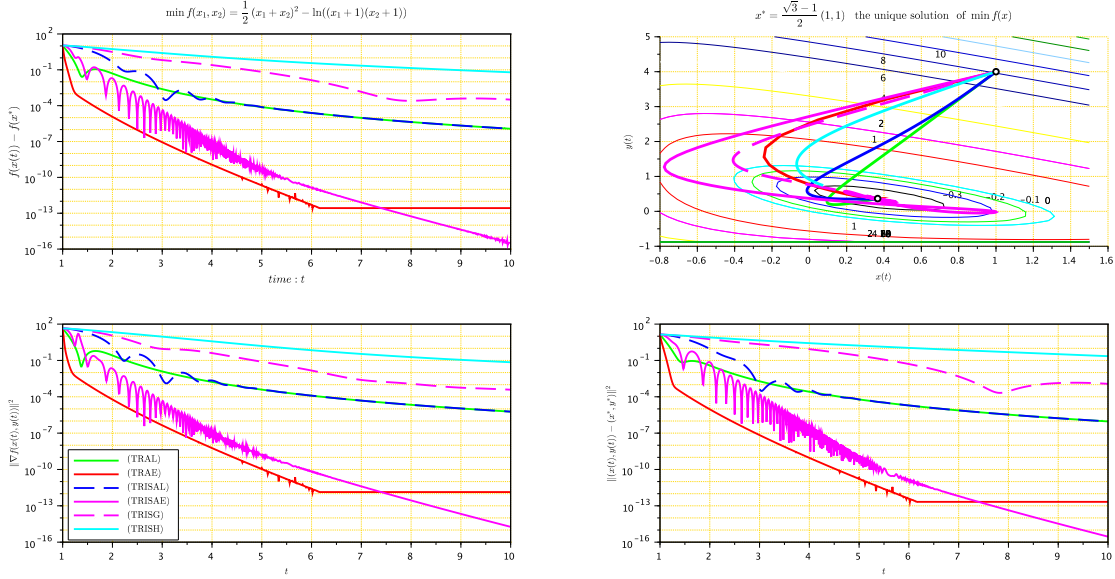 min f(x₁, x₂) = 1/2 (x₁ + x₂)² − ln((x₁ + 1)(x₂ + 1))
10²
10⁻¹
10⁻⁴
10⁻⁷
10⁻¹⁰
10⁻¹³
10⁻¹⁶
f(x(t)) − f(x*)
1 2 3 4 5 6 7 8 9 10
time : t
x* = (√3 − 1)/2 (1, 1) the unique solution of min f(x)
5
4
3
2
1
0
−1
y(t)
10
8
6
4
2
1
−0.3 −0.2 −0.1 0
1
2 4
−0.8 −0.6 −0.4 −0.2 0 0.2 0.4 0.6 0.8 1.0 1.2 1.4 1.6
x(t)
10²
10⁻¹
10⁻⁴
10⁻⁷
10⁻¹⁰
10⁻¹³
10⁻¹⁶
||∇f(x(t), y(t))||²
(TRAL)
(TRAE)
(TRISAL)
(TRISAE)
(TRISG)
(TRISH)
1 2 3 4 5 6 7 8 9 10
t
10²
10⁻¹
10⁻⁴
10⁻⁷
10⁻¹⁰
10⁻¹³
10⁻¹⁶
||(x(t), y(t)) − (x*, y*)||²
1 2 3 4 5 6 7 8 9 10
t